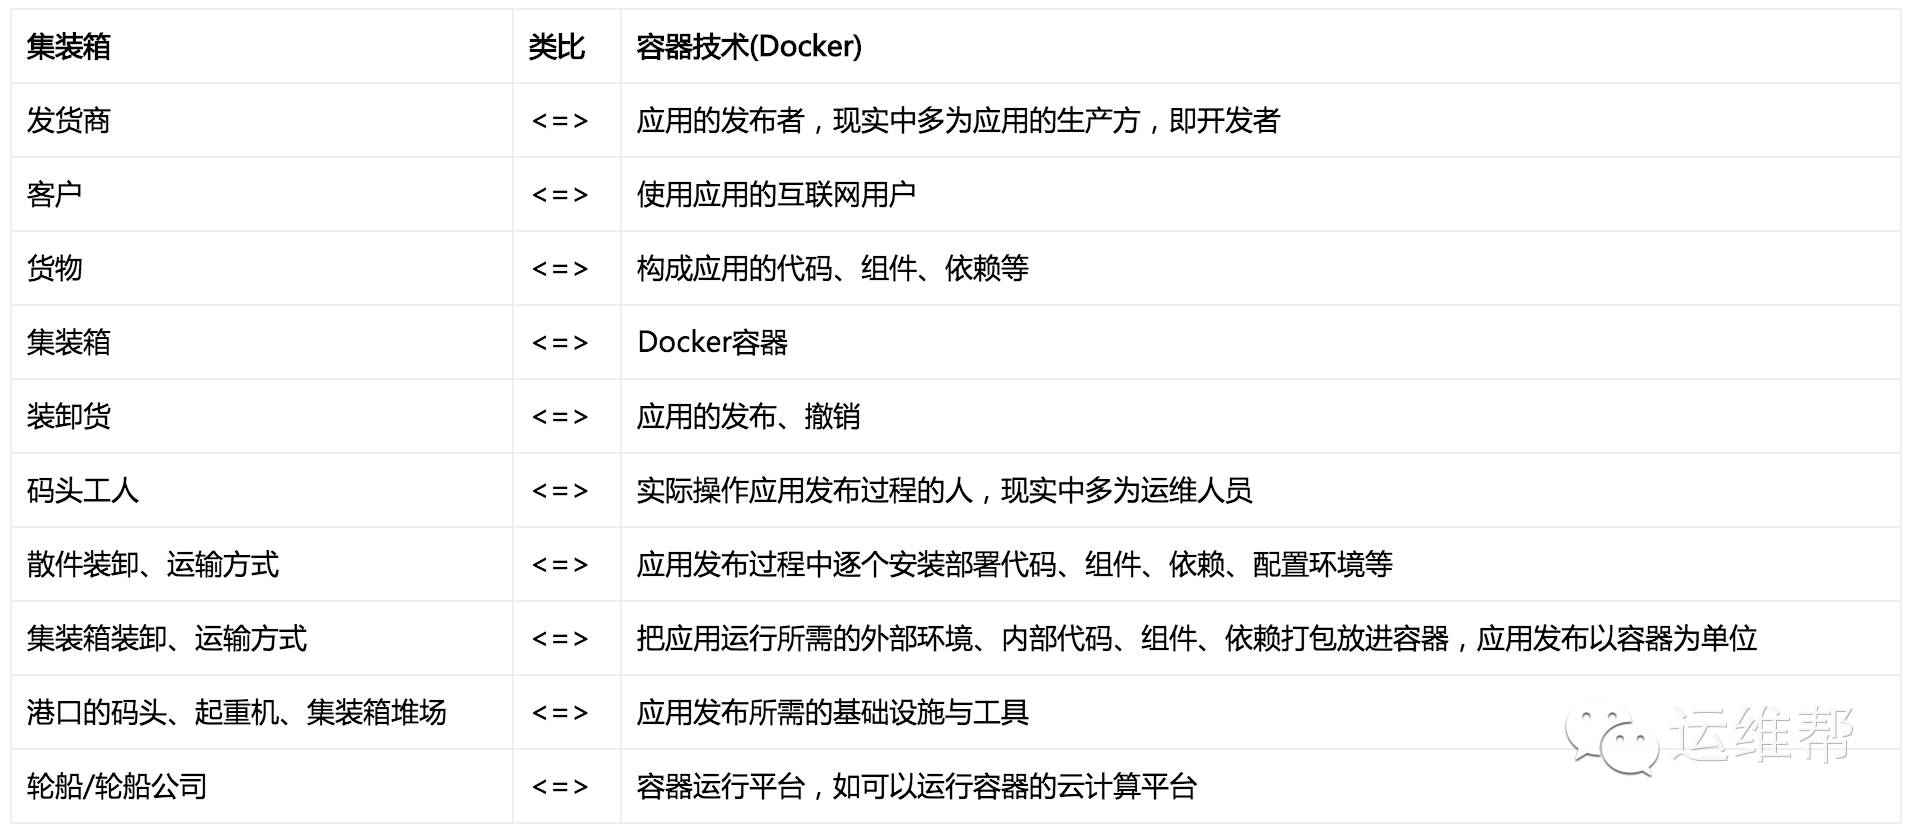 集装箱 类比 容器技术(Docker)
发货商 <=> 应用的发布者，现实中多为应用的生产方，即开发者
客户 <=> 使用应用的互联网用户
货物 <=> 构成应用的代码、组件、依赖等
集装箱 <=> Docker容器
装卸货 <=> 应用的发布、撤销
码头工人 <=> 实际操作应用发布过程的人，现实中多为运维人员
散件装卸、运输方式 <=> 应用发布过程中逐个安装部署代码、组件、依赖、配置环境等
集装箱装卸、运输方式 <=> 把应用运行所需的外部环境、内部代码、组件、依赖打包放进容器，应用发布以容器为单位
港口的码头、起重机、集装箱堆场 <=> 应用发布所需的基础设施与工具
运维帮
轮船/轮船公司 <=> 容器运行平台，如可以运行容器的云计算平台